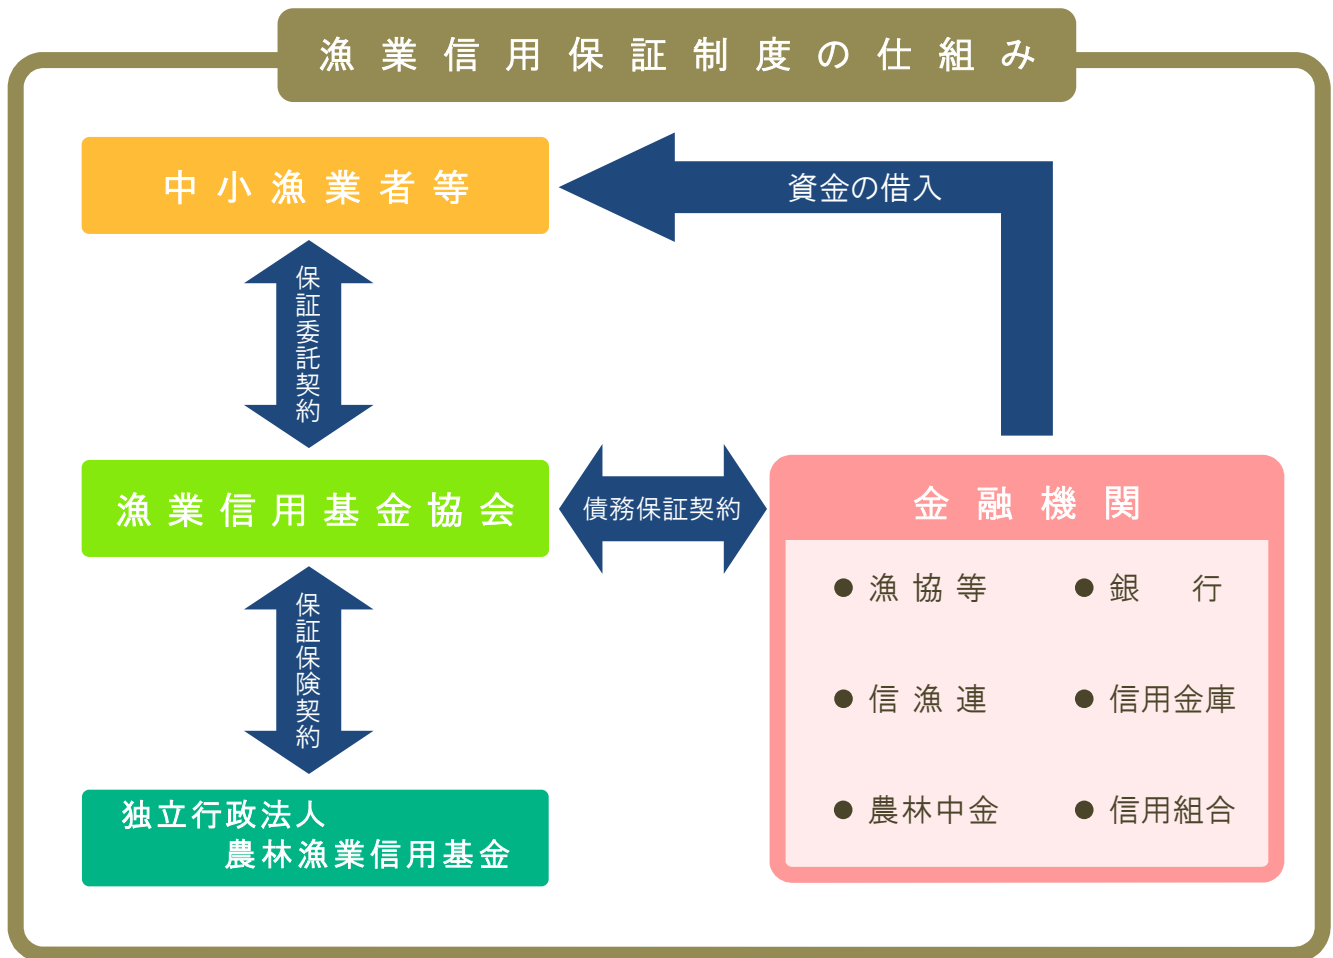 漁業信用保証制度の仕組み
中小漁業者等
資金の借入
保証委託契約
漁業信用基金協会
債務保証契約
金融機関
●漁協等
●銀　行
●信漁連
●信用金庫
●農林中金
●信用組合
保証保険契約
独立行政法人
農林漁業信用基金